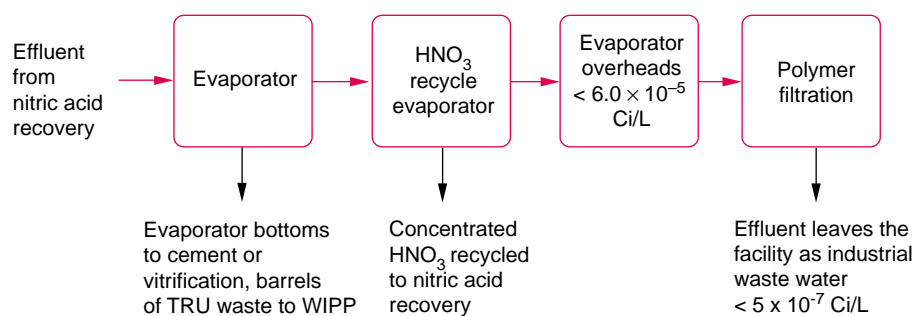 Effluent
from
nitric acid
recovery
Evaporator
HNO₃
recycle
evaporator
Evaporator
overheads
< 6.0 × 10⁻⁵
Ci/L
Polymer
filtration
Evaporator bottoms
to cement or
vitrification, barrels
of TRU waste to WIPP
Concentrated
HNO₃ recycled
to nitric acid
recovery
Effluent leaves the
facility as industrial
waste water
< 5 x 10⁻⁷ Ci/L